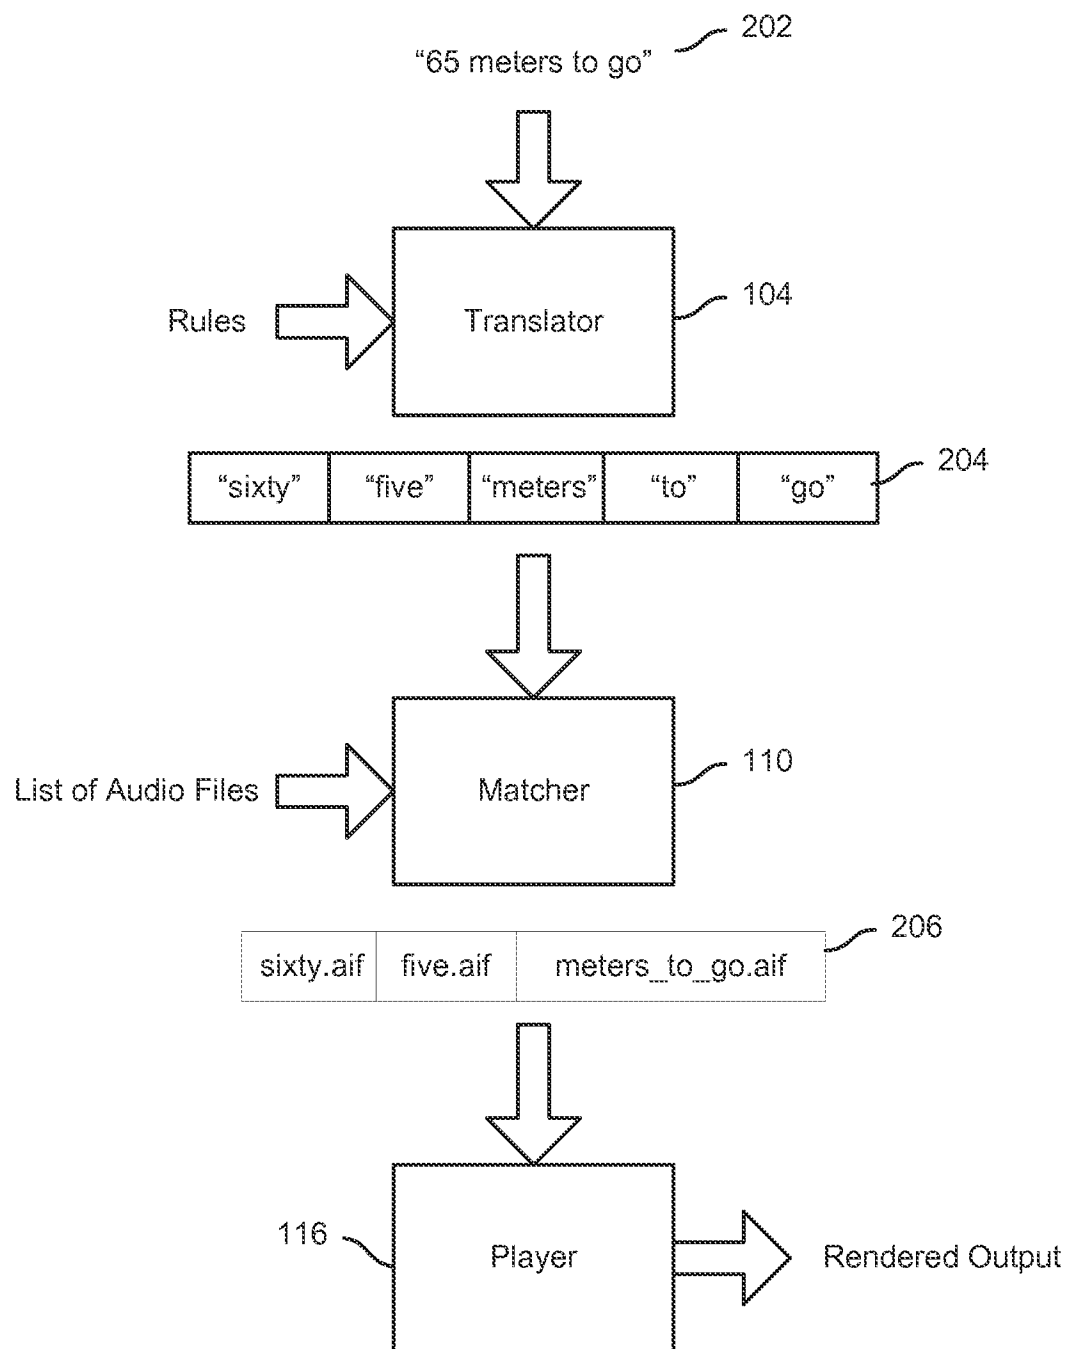 202
“65 meters to go”
Rules
Translator
104
“sixty” “five” “meters” “to” “go”
204
List of Audio Files
Matcher
110
206
sixty.aif five.aif meters_to_go.aif
116
Player
Rendered Output